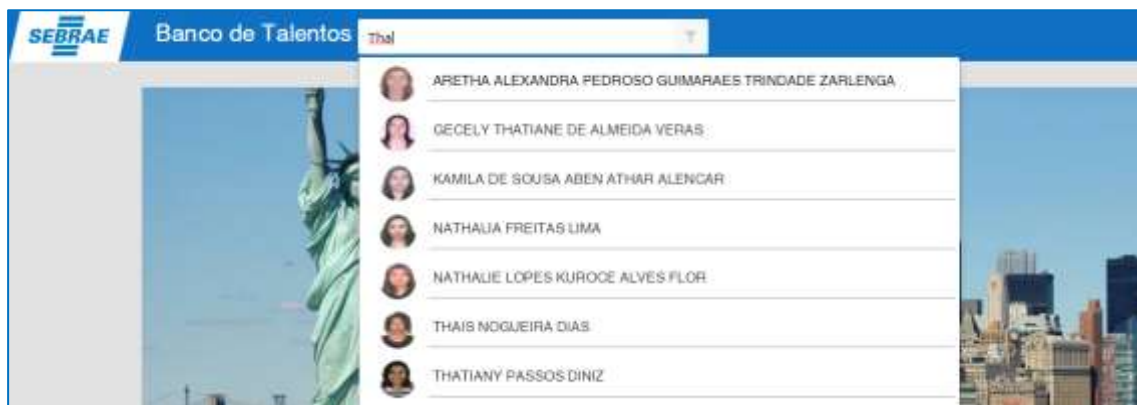 SEBRAE
Banco de Talentos
Thal
ARETHA ALEXANDRA PEDROSO GUIMARAES TRINDADE ZARLENGA
GECELY THATIANE DE ALMEIDA VERAS
KAMILA DE SOUSA ABEN ATHAR ALENCAR
NATHALIA FREITAS LIMA
NATHALIE LOPES KUROCE ALVES FLOR
THAIS NOGUEIRA DIAS
THATIANY PASSOS DINIZ